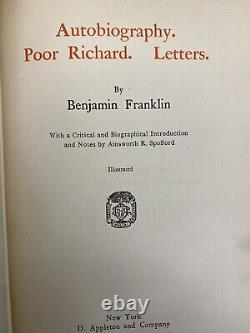 Autobiography.
Poor Richard. Letters.
By
Benjamin Franklin
With a Critical and Biographical Introduction
and Notes by Ainsworth R. Spofford
Illustrated
New York
D. Appleton and Company